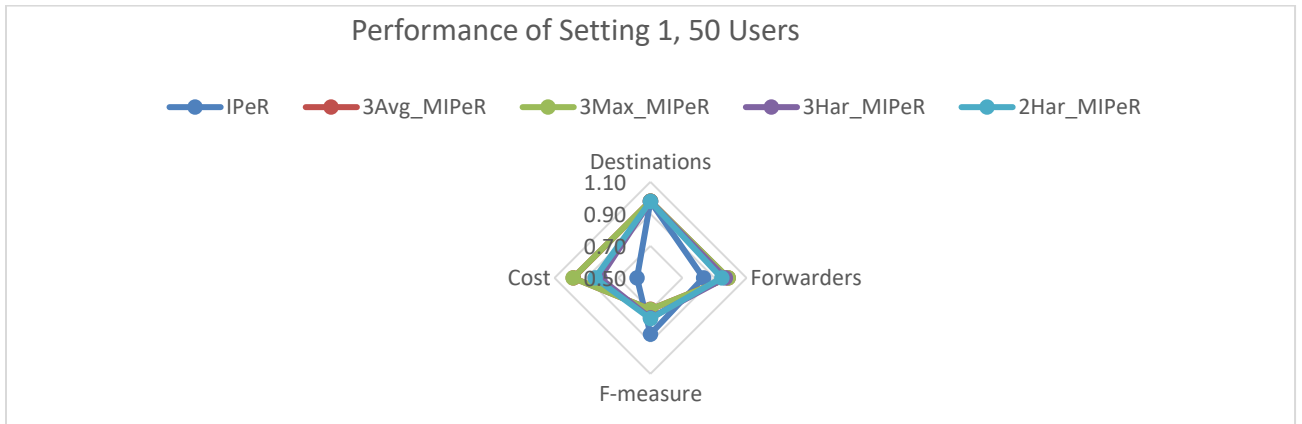 Performance of Setting 1, 50 Users
IPeR 3Avg_MIPeR 3Max_MIPeR 3Har_MIPeR 2Har_MIPeR
Destinations
1.10
0.90
0.70
0.50
Cost
Forwarders
F-measure